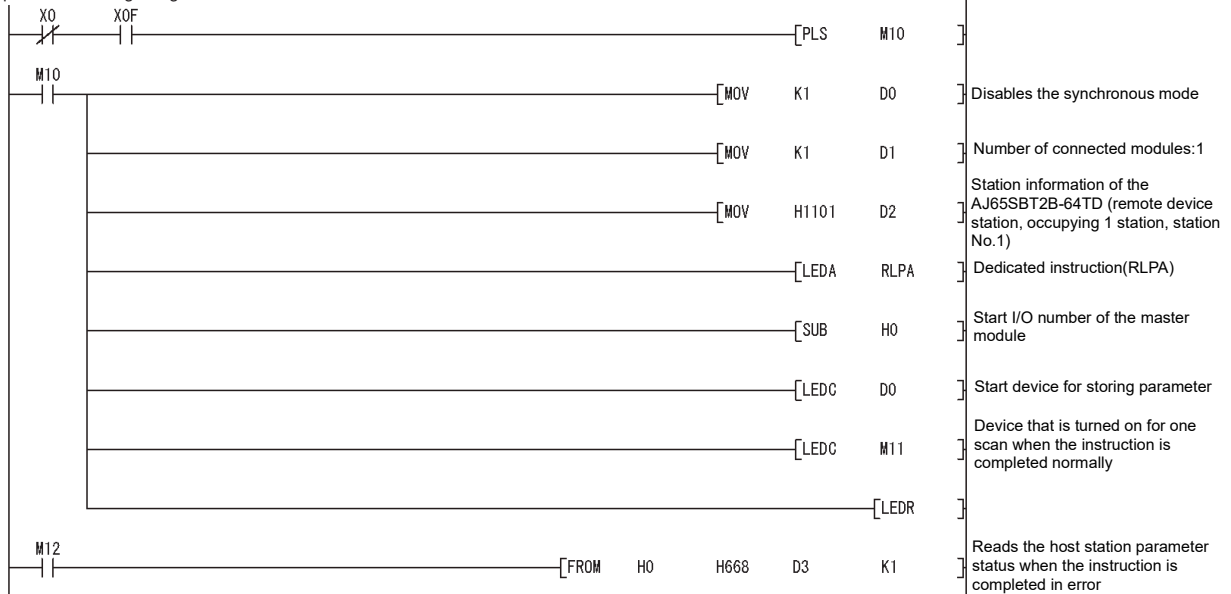 X0 X0F
[PLS M10 ]
M10
[MOV K1 D0 ] Disables the synchronous mode
[MOV K1 D1 ] Number of connected modules:1
[MOV H1101 D2 ] Station information of the
AJ65SBT2B-64TD (remote device
station, occupying 1 station, station
No.1)
[LEDA RLPA ] Dedicated instruction(RLPA)
[SUB H0 ] Start I/O number of the master
module
[LEDC D0 ] Start device for storing parameter
[LEDC M11 ] Device that is turned on for one
scan when the instruction is
completed normally
[LEDR ]
M12
[FROM H0 H668 D3 K1 ] Reads the host station parameter
status when the instruction is
completed in error